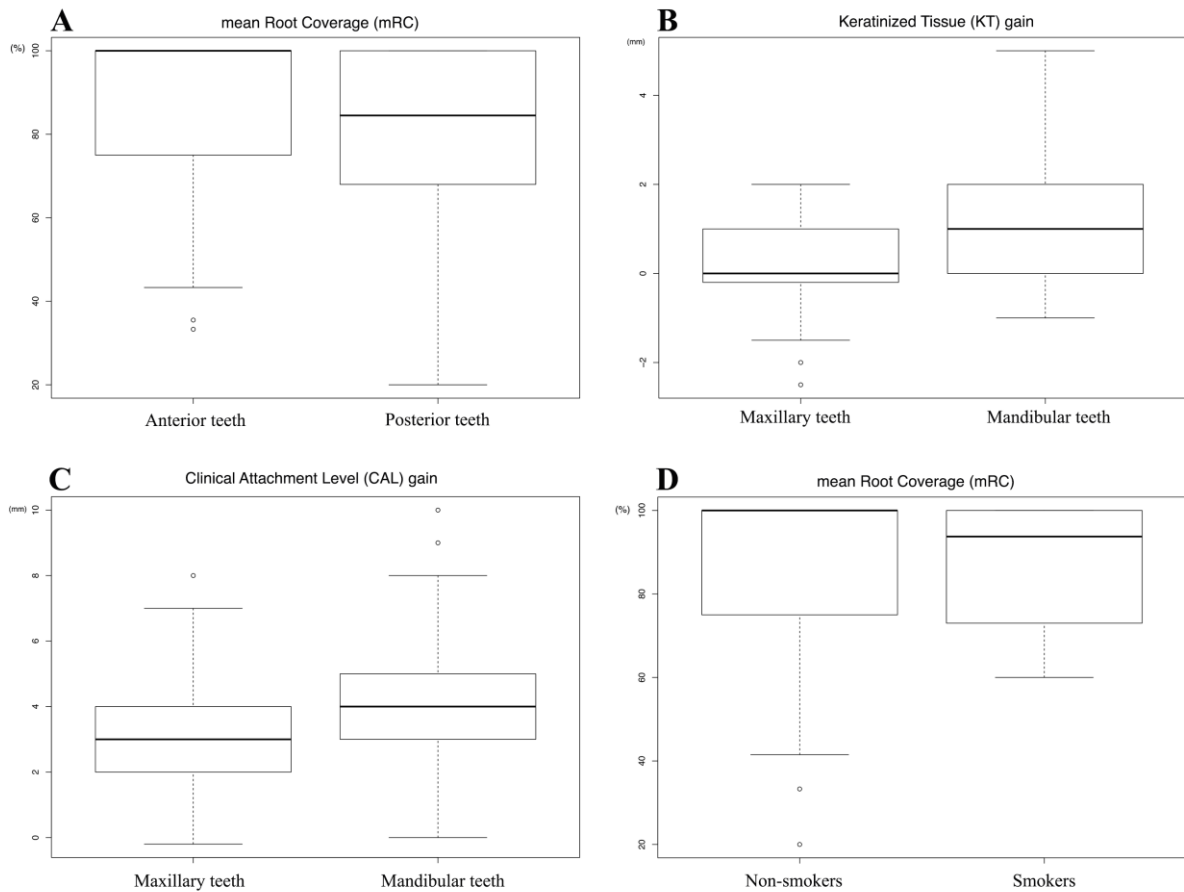 A
mean Root Coverage (mRC)
(%)
100
80
60
40
20
Anterior teeth
Posterior teeth
B
Keratinized Tissue (KT) gain
(mm)
4
2
0
−2
Maxillary teeth
Mandibular teeth
C
Clinical Attachment Level (CAL) gain
(mm)
10
8
6
4
2
0
Maxillary teeth
Mandibular teeth
D
mean Root Coverage (mRC)
(%)
100
80
60
40
20
Non-smokers
Smokers